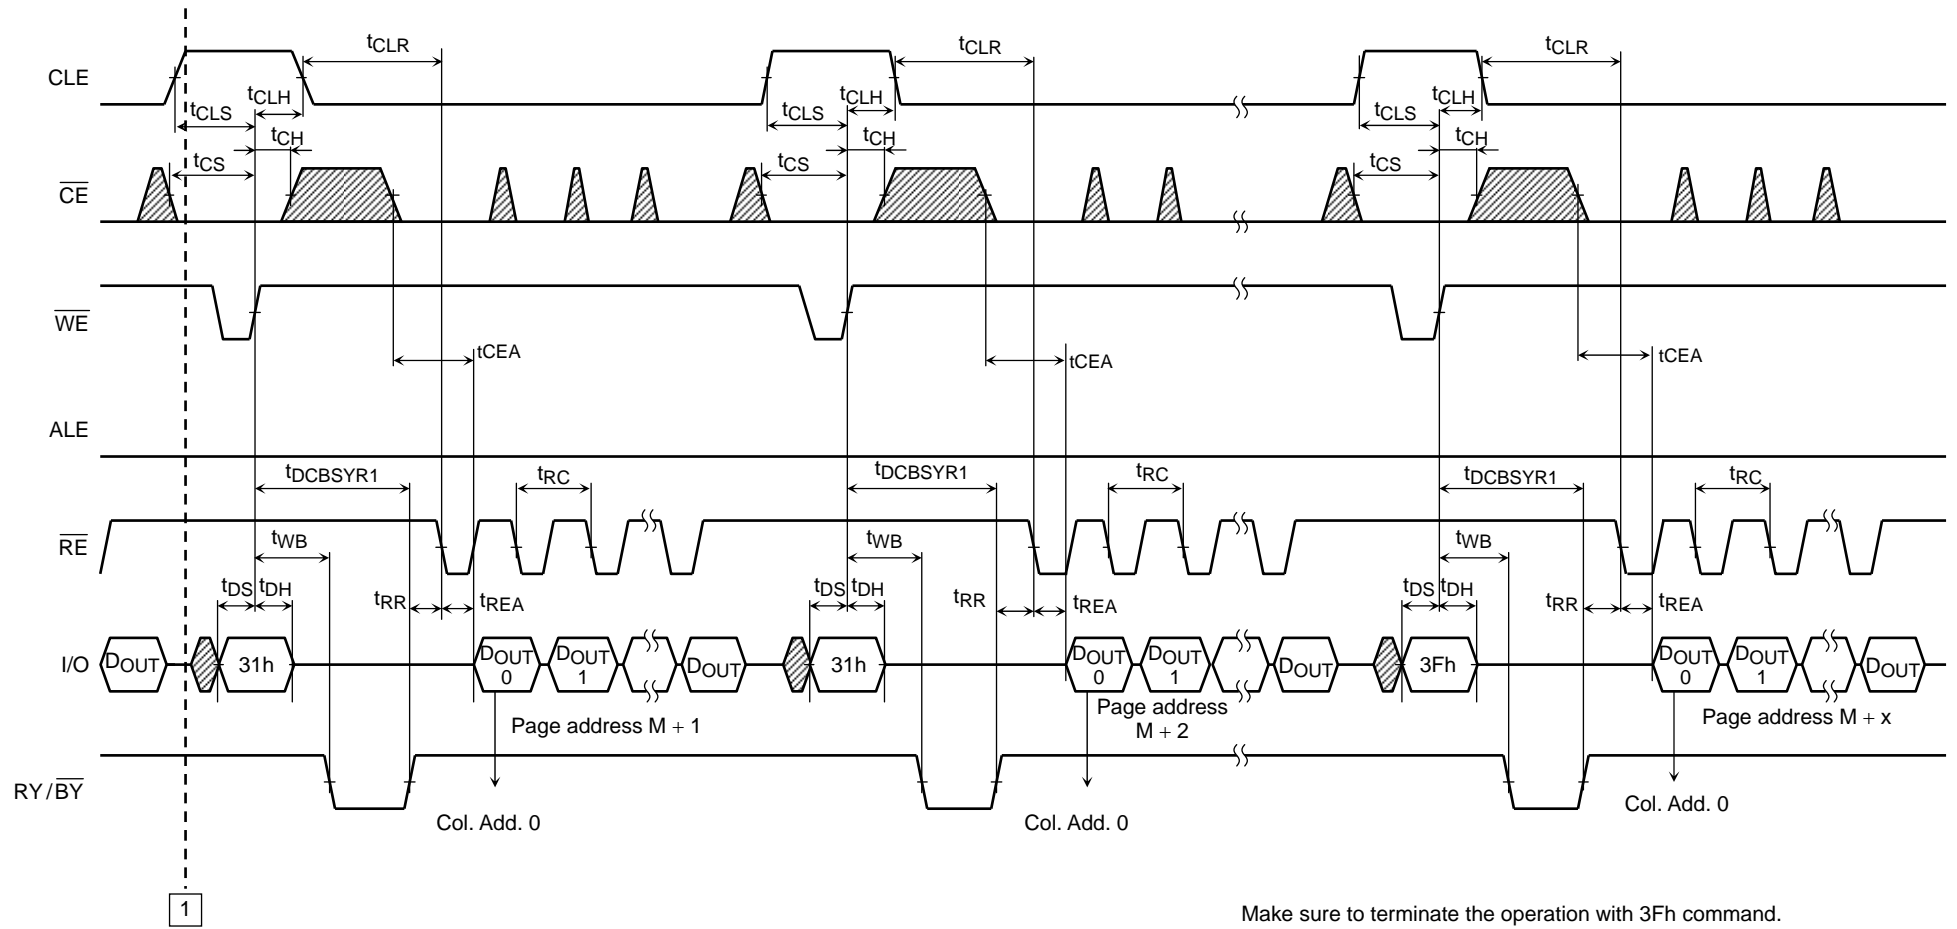 CLE
tCLR
tCLR
tCLR
tCLH
tCLH
tCLH
tCLS
tCLS
tCLS
tCH
tCH
tCH
tCS
tCS
tCS
CE
WE
tCEA
tCEA
tCEA
ALE
tDCBSYR1
tRC
tDCBSYR1
tRC
tDCBSYR1
tRC
RE
tWB
tWB
tWB
tDS
tDH
tRR
tREA
tDS
tDH
tRR
tREA
tDS
tDH
tRR
tREA
I/O
DOUT
31h
DOUT 0
DOUT 1
DOUT
31h
DOUT 0
DOUT 1
DOUT
3Fh
DOUT 0
DOUT 1
DOUT
Page address M + 1
Page address
M + 2
Page address M + x
RY/BY
Col. Add. 0
Col. Add. 0
Col. Add. 0
1
Make sure to terminate the operation with 3Fh command.